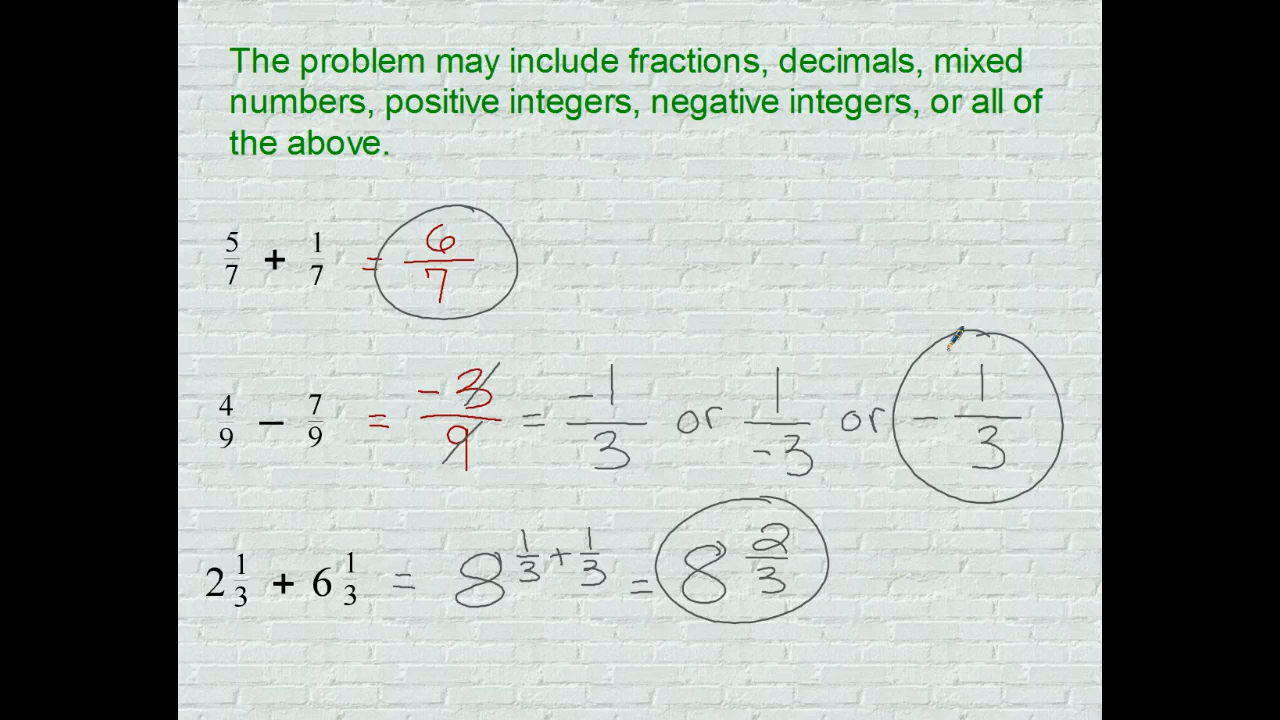 The problem may include fractions, decimals, mixed
numbers, positive integers, negative integers, or all of
the above.
5/7 + 1/7 = 6/7
4/9 − 7/9 = -3/9 = -1/3 or 1/-3 or - 1/3
2 1/3 + 6 1/3 = 8 1/3 + 1/3 = 8 2/3